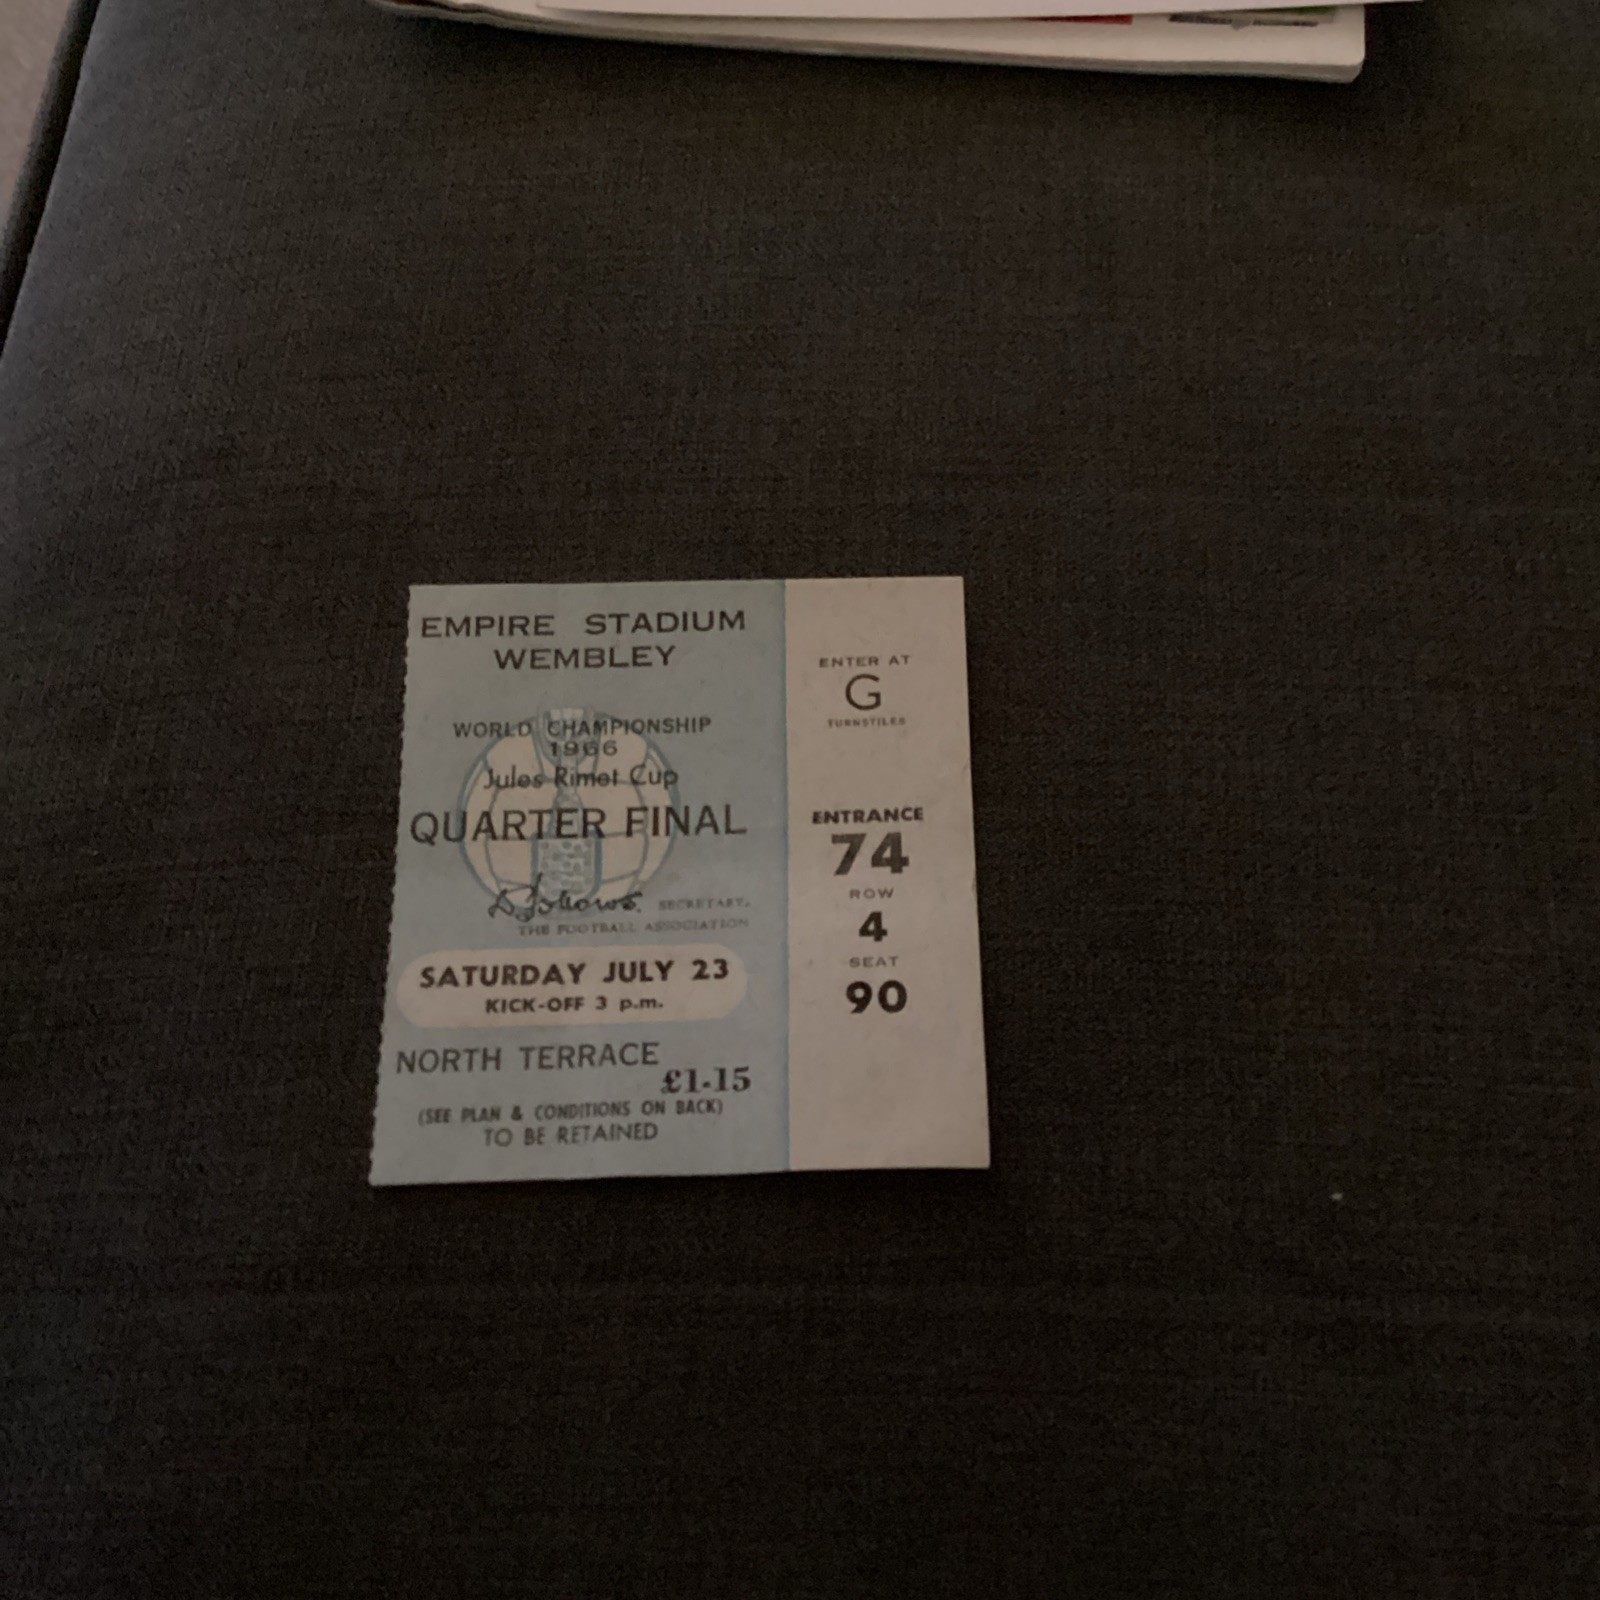 EMPIRE STADIUM
WEMBLEY
WORLD CHAMPIONSHIP
1966
Jules Rimet Cup
QUARTER FINAL
D. Follows. SECRETARY.
THE FOOTBALL ASSOCIATION
SATURDAY JULY 23
KICK-OFF 3 p.m.
NORTH TERRACE
£1-15
(SEE PLAN & CONDITIONS ON BACK)
TO BE RETAINED
ENTER AT
G
TURNSTILES
ENTRANCE
74
ROW
4
SEAT
90